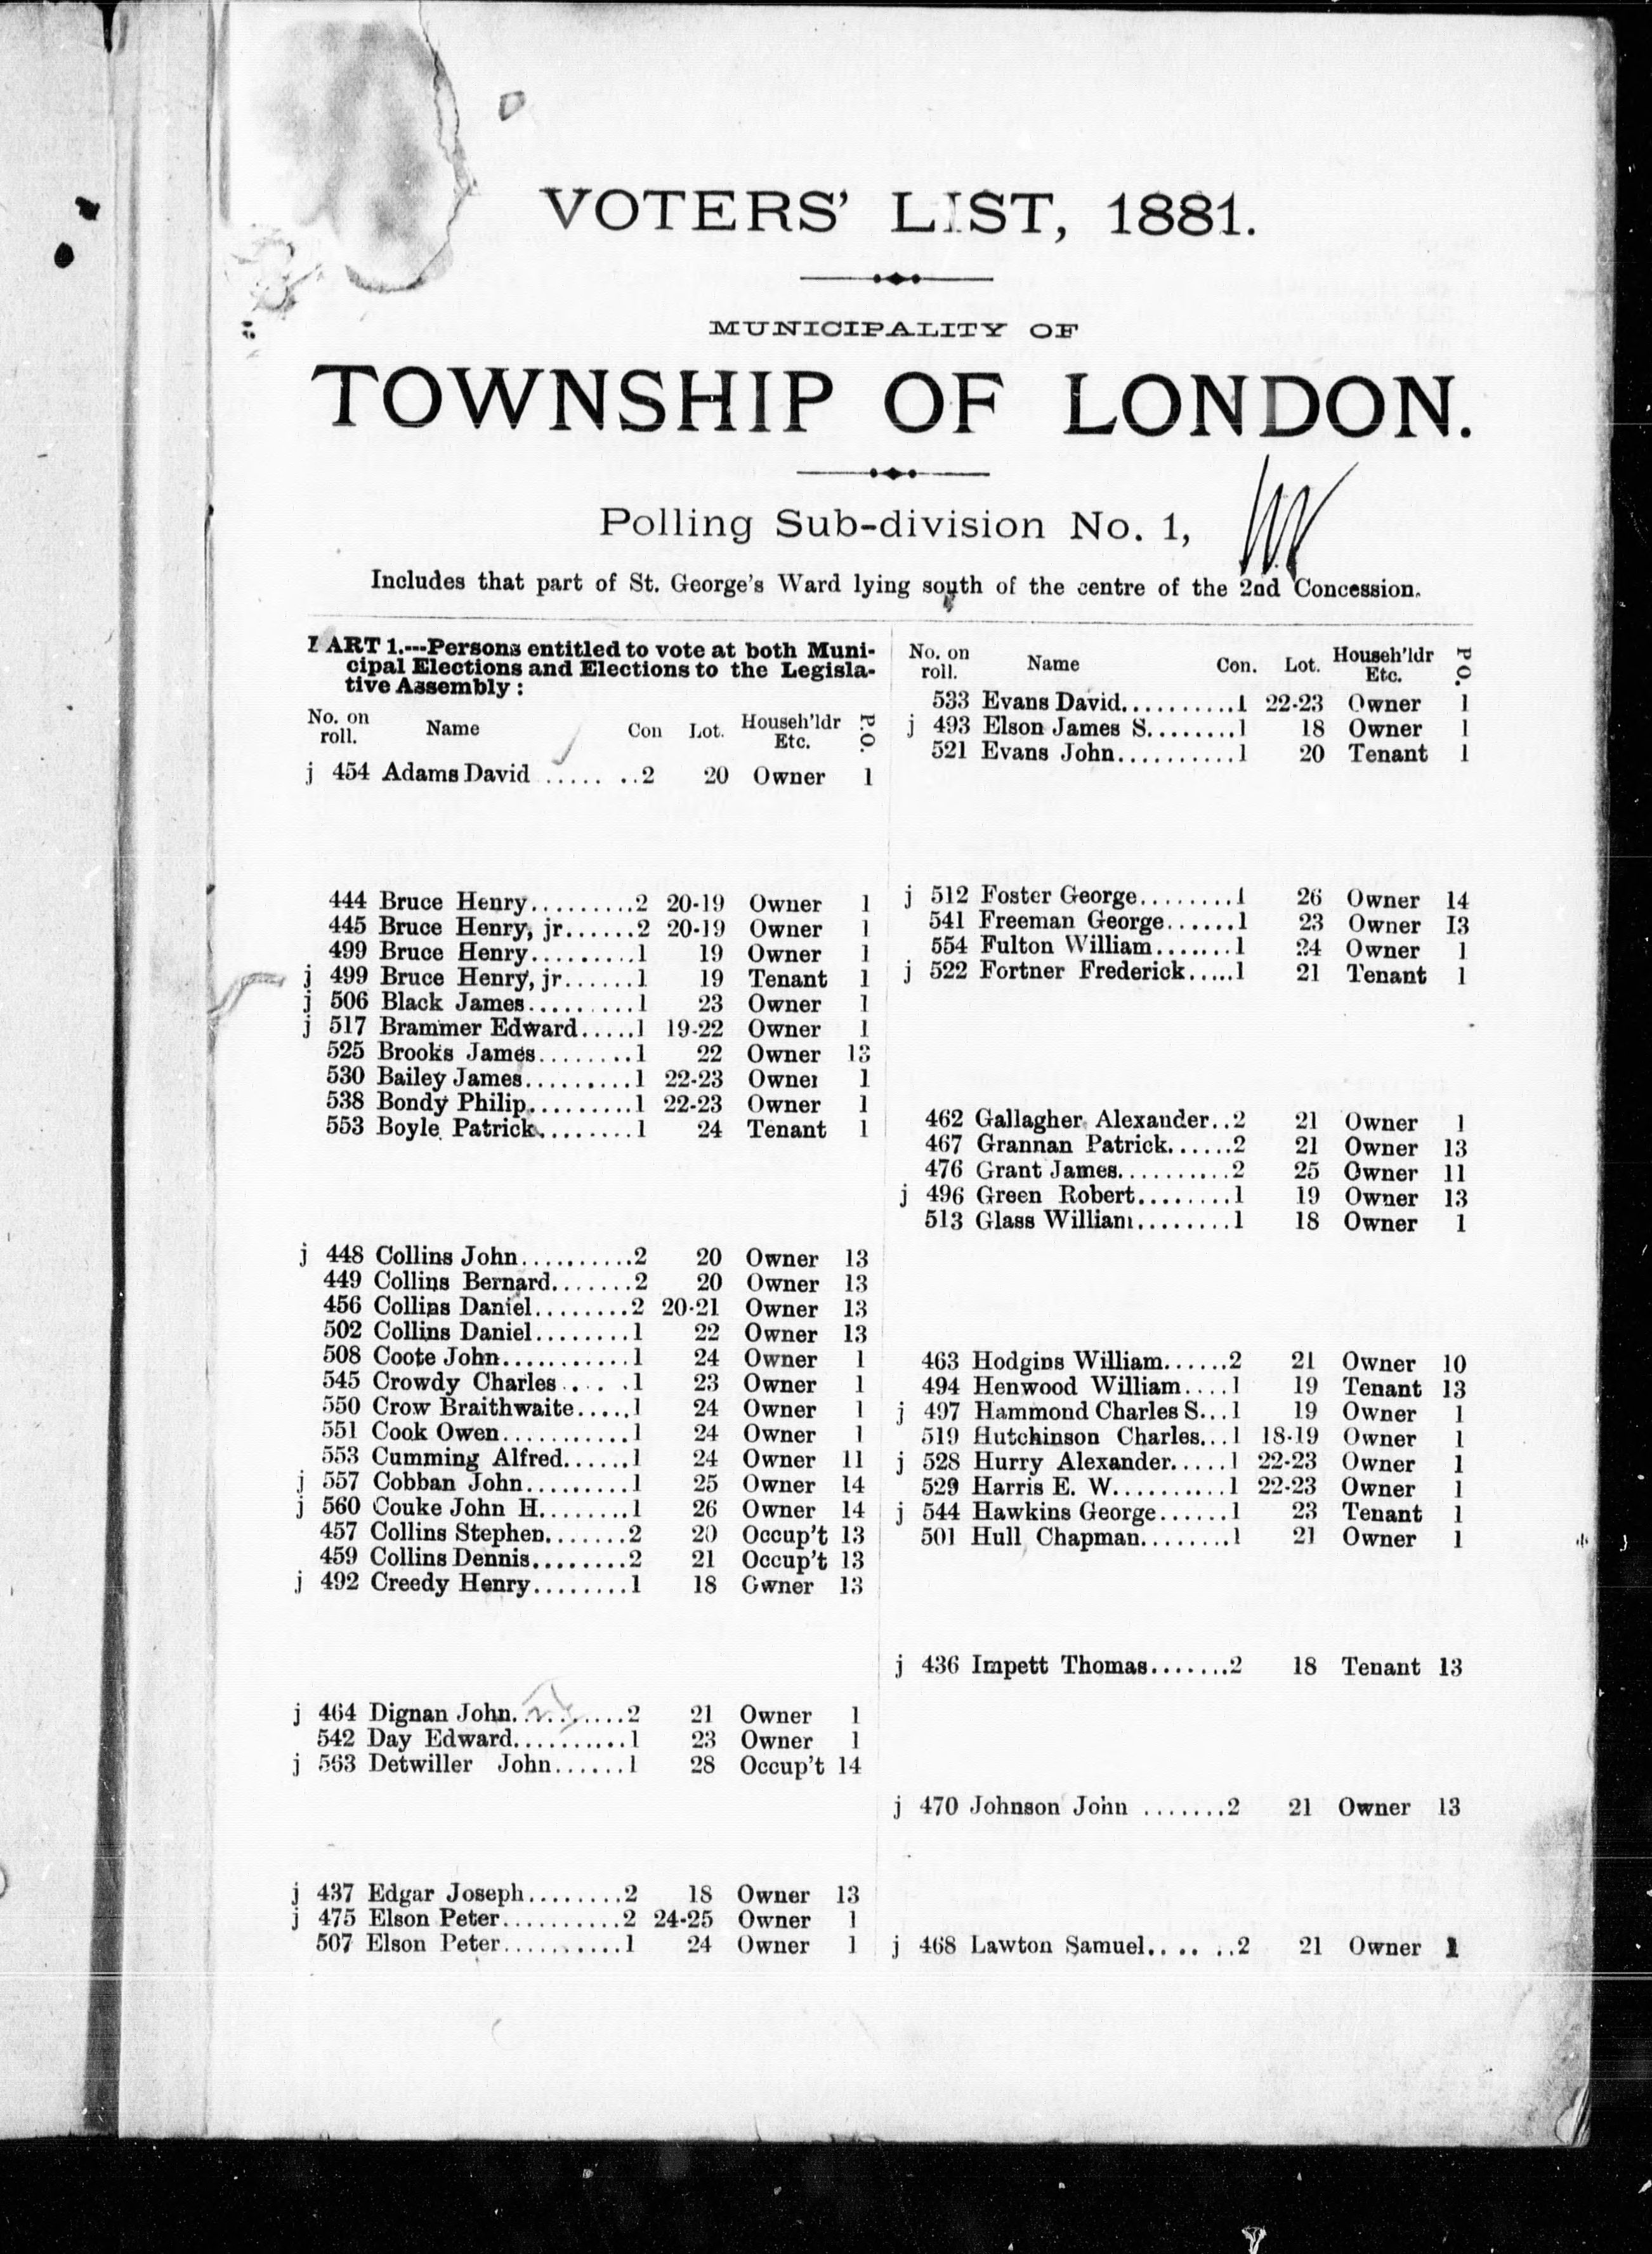 VOTERS' LIST, 1881.
MUNICIPALITY OF
TOWNSHIP OF LONDON.
Polling Sub-division No. 1,
Includes that part of St. George's Ward lying south of the centre of the 2nd Concession.
PART 1.---Persons entitled to vote at both Muni-
cipal Elections and Elections to the Legisla-
tive Assembly:
No. on roll. Name Con Lot. Househ'ldr Etc. P.O.
j 454 Adams David ...... ..2 20 Owner 1
444 Bruce Henry.........2 20-19 Owner 1
445 Bruce Henry, jr......2 20-19 Owner 1
499 Bruce Henry.........1 19 Owner 1
j 499 Bruce Henry, jr......1 19 Tenant 1
j 506 Black James..........1 23 Owner 1
j 517 Brammer Edward.....1 19-22 Owner 1
525 Brooks James........1 22 Owner 13
530 Bailey James.........1 22-23 Owner 1
538 Bondy Philip.........1 22-23 Owner 1
553 Boyle Patrick........1 24 Tenant 1
j 448 Collins John..........2 20 Owner 13
449 Collins Bernard.......2 20 Owner 13
456 Collins Daniel........2 20-21 Owner 13
502 Collins Daniel........1 22 Owner 13
508 Coote John...........1 24 Owner 1
545 Crowdy Charles.. . .1 23 Owner 1
550 Crow Braithwaite.....1 24 Owner 1
551 Cook Owen...........1 24 Owner 1
553 Cumming Alfred......1 24 Owner 11
j 557 Cobban John.........1 25 Owner 14
j 560 Couke John H........1 26 Owner 14
457 Collins Stephen.......2 20 Occup't 13
459 Collins Dennis........2 21 Occup't 13
j 492 Creedy Henry........1 18 Owner 13
j 464 Dignan John..........2 21 Owner 1
542 Day Edward..........1 23 Owner 1
j 563 Detwiller John......1 28 Occup't 14
j 437 Edgar Joseph........2 18 Owner 13
j 475 Elson Peter..........2 24-25 Owner 1
507 Elson Peter..........1 24 Owner 1
No. on roll. Name Con. Lot. Househ'ldr Etc. P O.
533 Evans David..........1 22-23 Owner 1
j 493 Elson James S........1 18 Owner 1
521 Evans John..........1 20 Tenant 1
j 512 Foster George........1 26 Owner 14
541 Freeman George......1 23 Owner 13
554 Fulton William.......1 24 Owner 1
j 522 Fortner Frederick.....1 21 Tenant 1
462 Gallagher Alexander..2 21 Owner 1
467 Grannan Patrick......2 21 Owner 13
476 Grant James..........2 25 Owner 11
j 496 Green Robert........1 19 Owner 13
513 Glass William........1 18 Owner 1
463 Hodgins William......2 21 Owner 10
494 Henwood William....1 19 Tenant 13
j 497 Hammond Charles S...1 19 Owner 1
519 Hutchinson Charles...1 18-19 Owner 1
j 528 Hurry Alexander.....1 22-23 Owner 1
529 Harris E. W..........1 22-23 Owner 1
j 544 Hawkins George......1 23 Tenant 1
501 Hull Chapman........1 21 Owner 1
j 436 Impett Thomas.......2 18 Tenant 13
j 470 Johnson John .......2 21 Owner 13
j 468 Lawton Samuel.. .. ..2 21 Owner 1